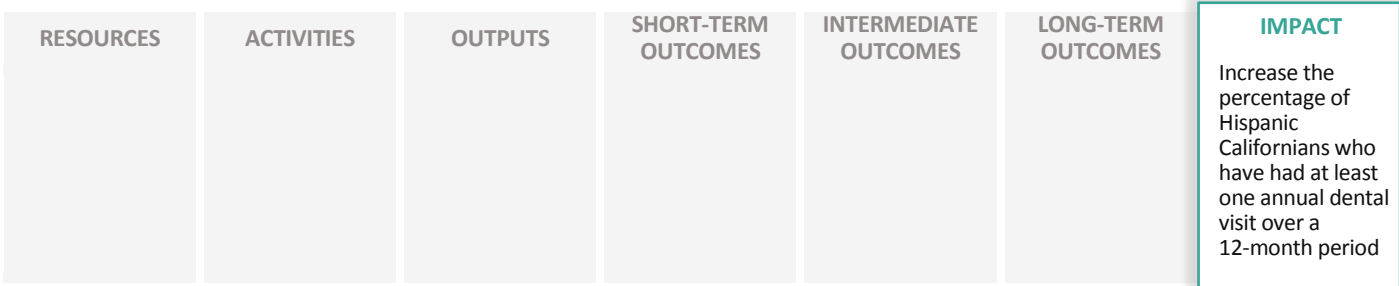 RESOURCES
ACTIVITIES
OUTPUTS
SHORT-TERM
OUTCOMES
INTERMEDIATE
OUTCOMES
LONG-TERM
OUTCOMES
IMPACT
Increase the
percentage of
Hispanic
Californians who
have had at least
one annual dental
visit over a
12-month period